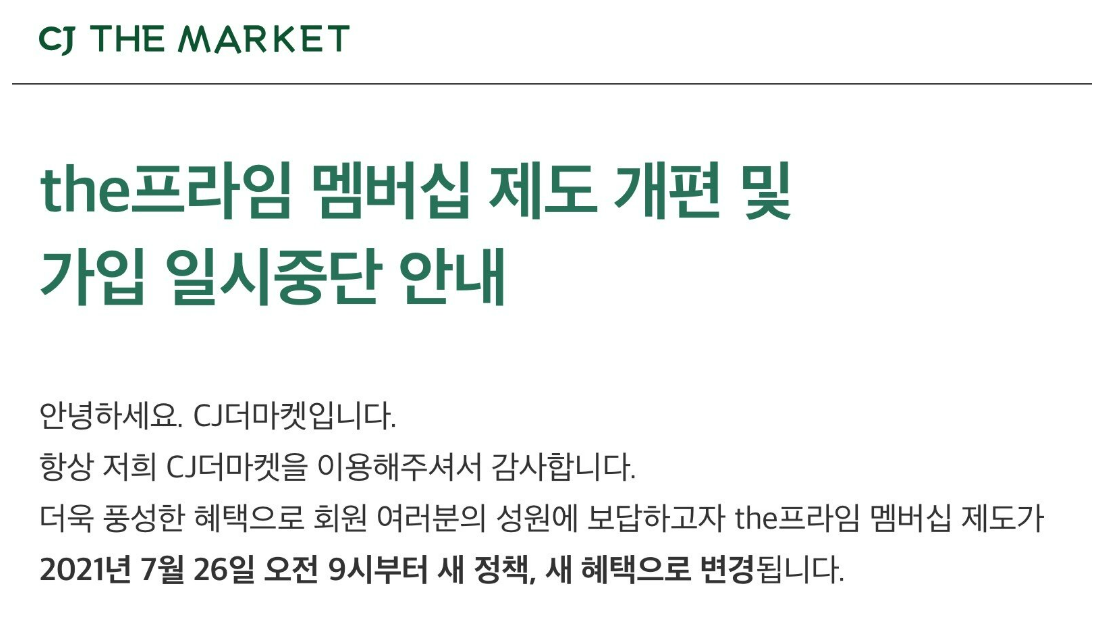 CJ THE MARKET
the프라임 멤버십 제도 개편 및
가입 일시중단 안내
안녕하세요. CJ더마켓입니다.
항상 저희 CJ더마켓을 이용해주셔서 감사합니다.
더욱 풍성한 혜택으로 회원 여러분의 성원에 보답하고자 the프라임 멤버십 제도가
2021년 7월 26일 오전 9시부터 새 정책, 새 혜택으로 변경됩니다.